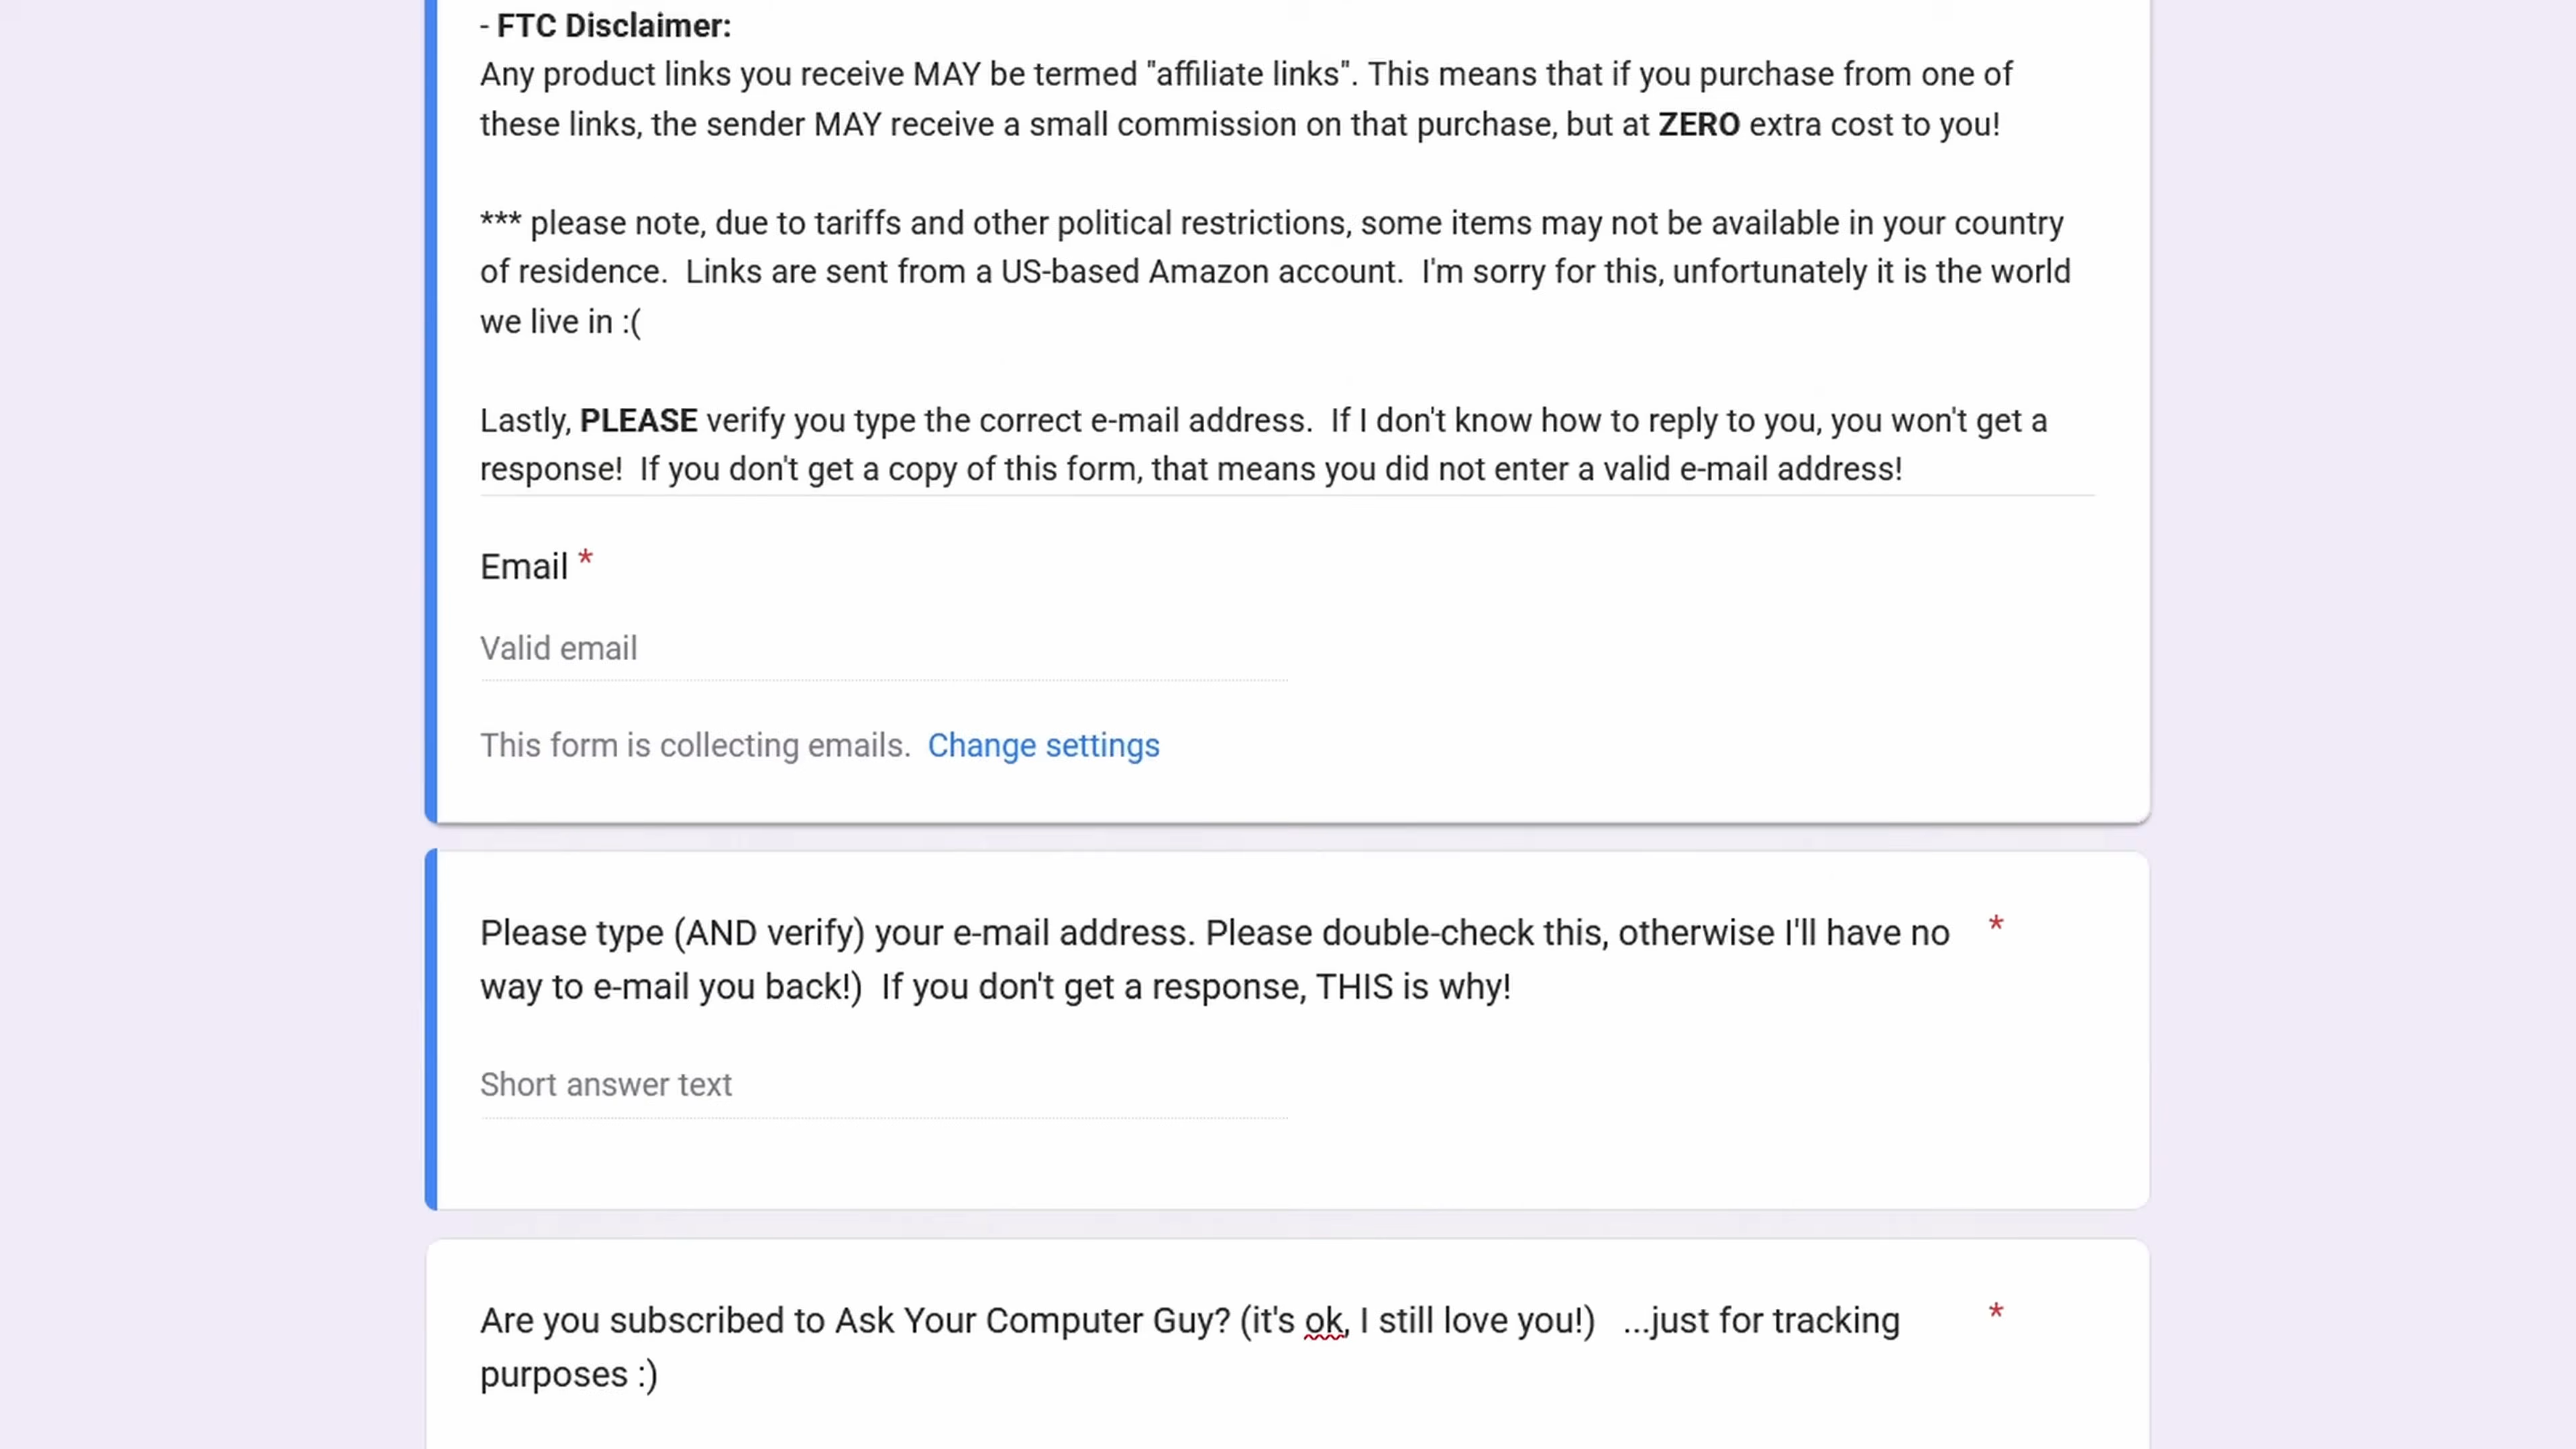 - FTC Disclaimer:
Any product links you receive MAY be termed "affiliate links". This means that if you purchase from one of
these links, the sender MAY receive a small commission on that purchase, but at ZERO extra cost to you!
*** please note, due to tariffs and other political restrictions, some items may not be available in your country
of residence.  Links are sent from a US-based Amazon account.  I'm sorry for this, unfortunately it is the world
we live in :(
Lastly, PLEASE verify you type the correct e-mail address.  If I don't know how to reply to you, you won't get a
response!  If you don't get a copy of this form, that means you did not enter a valid e-mail address!
Email *
Valid email
This form is collecting emails.  Change settings
Please type (AND verify) your e-mail address. Please double-check this, otherwise I'll have no *
way to e-mail you back!)  If you don't get a response, THIS is why!
Short answer text
Are you subscribed to Ask Your Computer Guy? (it's ok, I still love you!)   ...just for tracking *
purposes :)